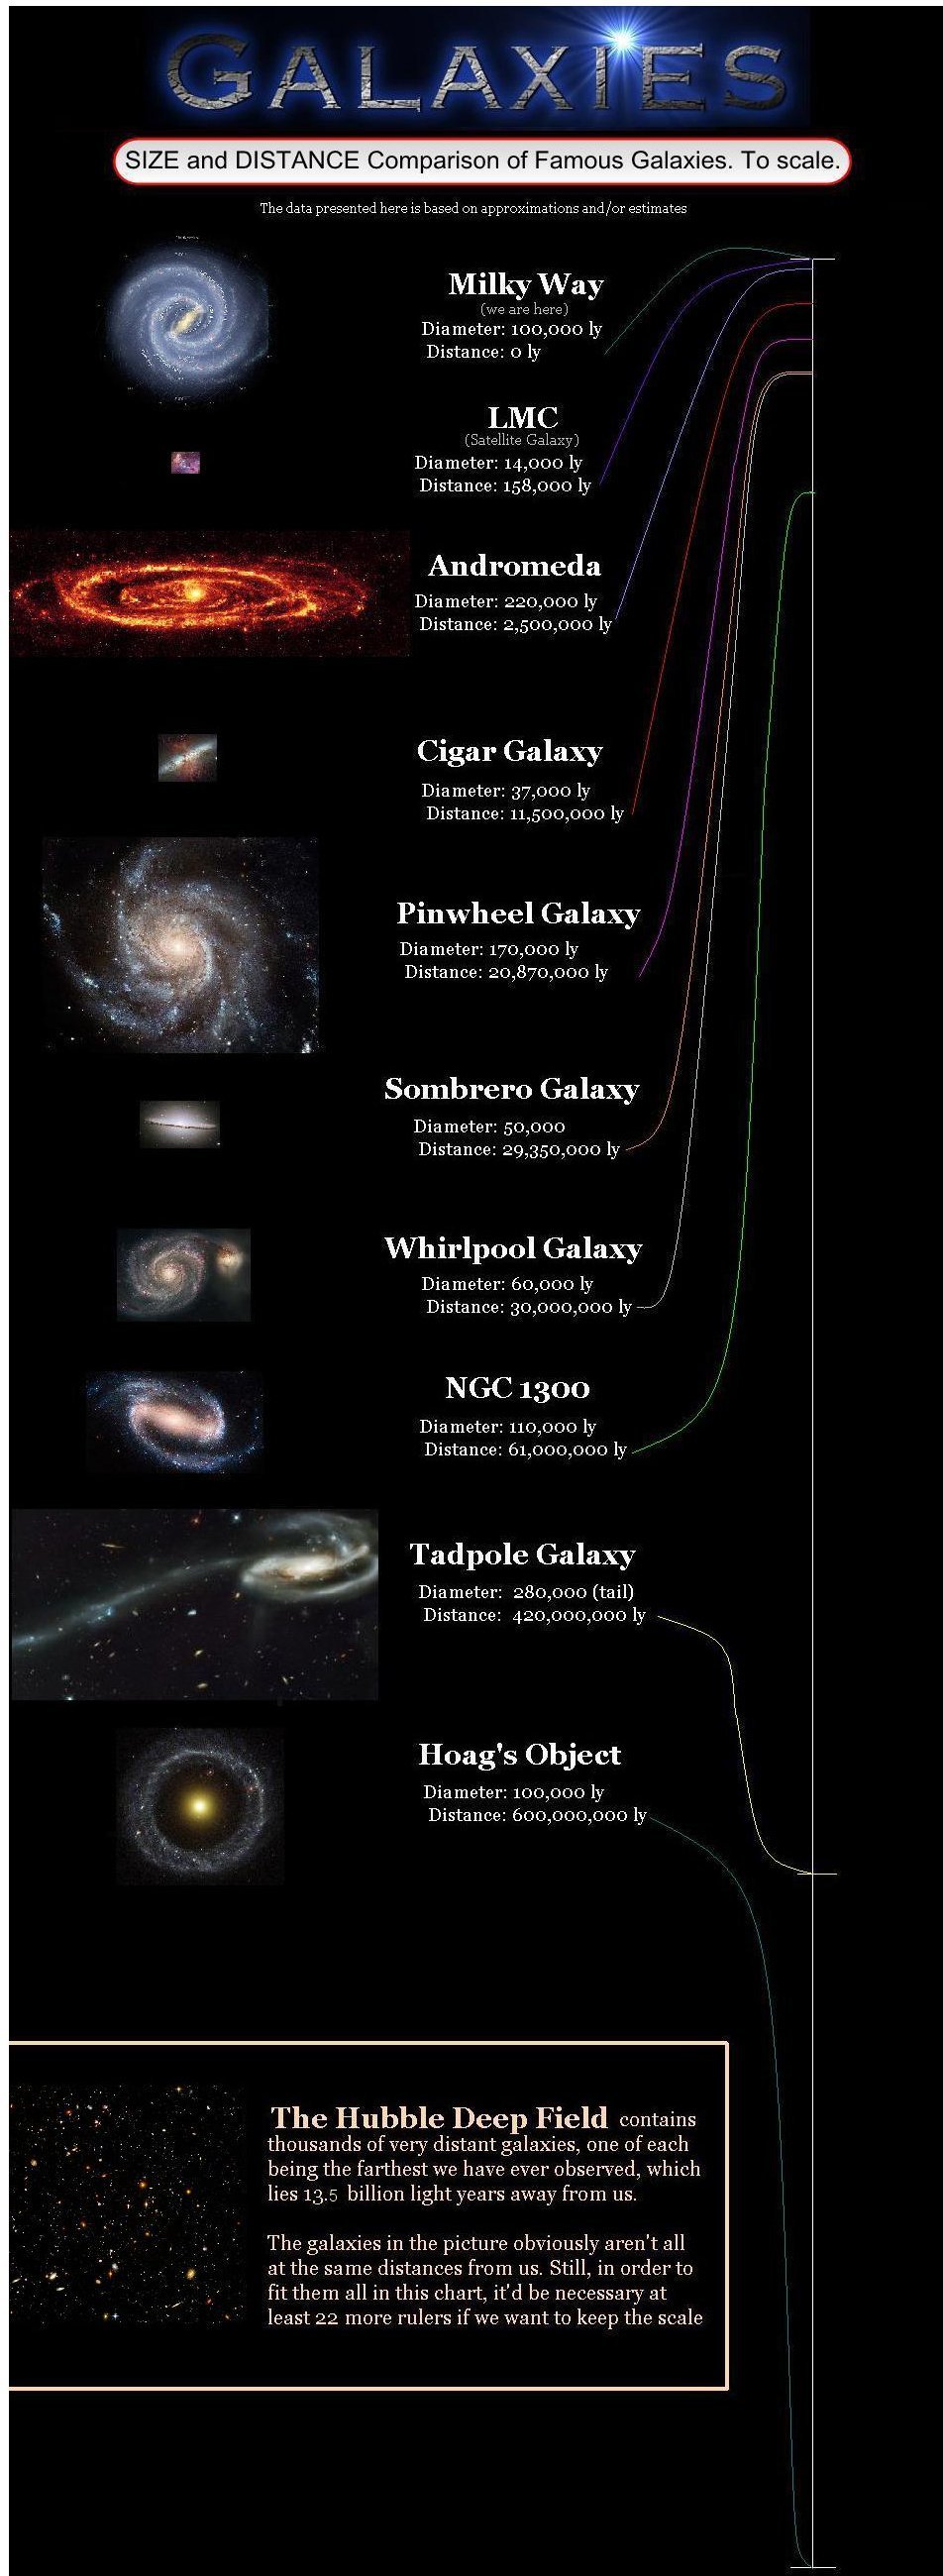 GALAXIES
SIZE and DISTANCE Comparison of Famous Galaxies. To scale.
The data presented here is based on approximations and/or estimates
Milky Way
(we are here)
Diameter: 100,000 ly
Distance: 0 ly
LMC
(Satellite Galaxy)
Diameter: 14,000 ly
Distance: 158,000 ly
Andromeda
Diameter: 220,000 ly
Distance: 2,500,000 ly
Cigar Galaxy
Diameter: 37,000 ly
Distance: 11,500,000 ly
Pinwheel Galaxy
Diameter: 170,000 ly
Distance: 20,870,000 ly
Sombrero Galaxy
Diameter: 50,000
Distance: 29,350,000 ly
Whirlpool Galaxy
Diameter: 60,000 ly
Distance: 30,000,000 ly
NGC 1300
Diameter: 110,000 ly
Distance: 61,000,000 ly
Tadpole Galaxy
Diameter: 280,000 (tail)
Distance: 420,000,000 ly
Hoag's Object
Diameter: 100,000 ly
Distance: 600,000,000 ly
The Hubble Deep Field contains
thousands of very distant galaxies, one of each
being the farthest we have ever observed, which
lies 13.5 billion light years away from us.
The galaxies in the picture obviously aren't all
at the same distances from us. Still, in order to
fit them all in this chart, it'd be necessary at
least 22 more rulers if we want to keep the scale